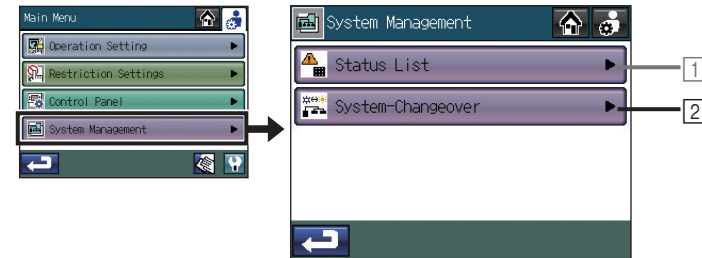 Main Menu
Operation Setting
Restriction Settings
Control Panel
System Management
System Management
Status List
1
System-Changeover
2